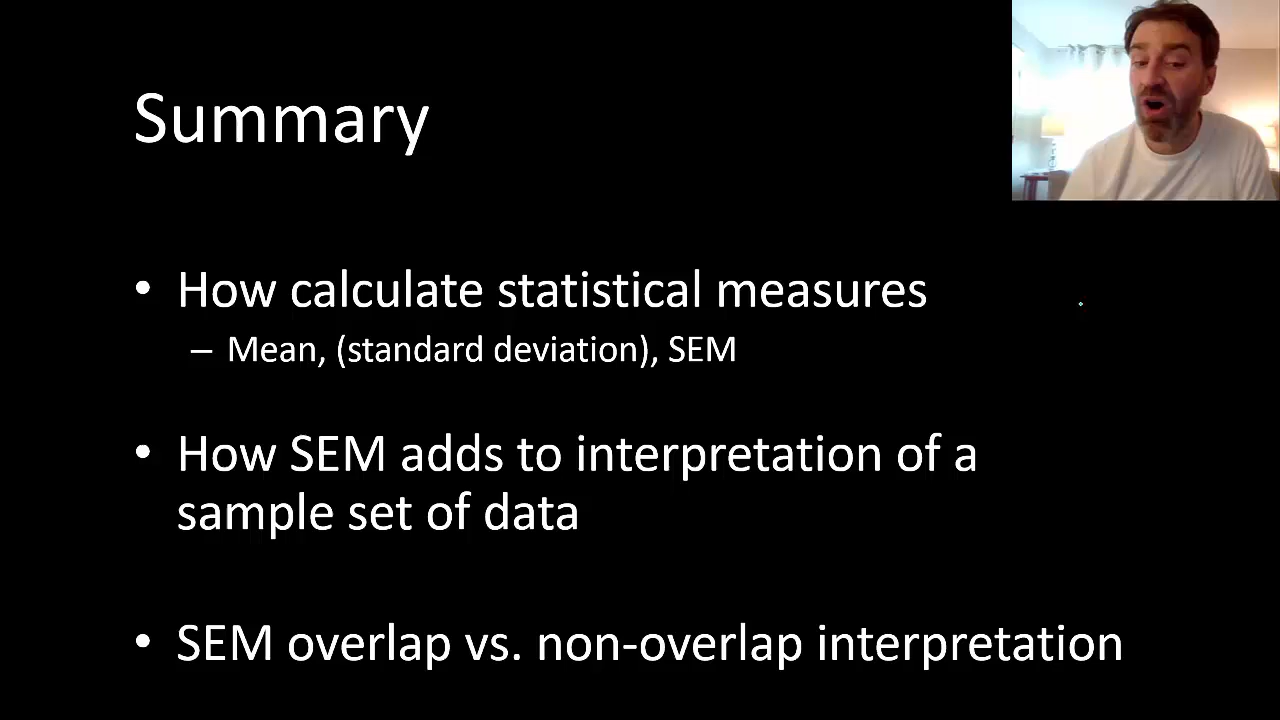 Summary
• How calculate statistical measures
– Mean, (standard deviation), SEM
• How SEM adds to interpretation of a
sample set of data
• SEM overlap vs. non-overlap interpretation